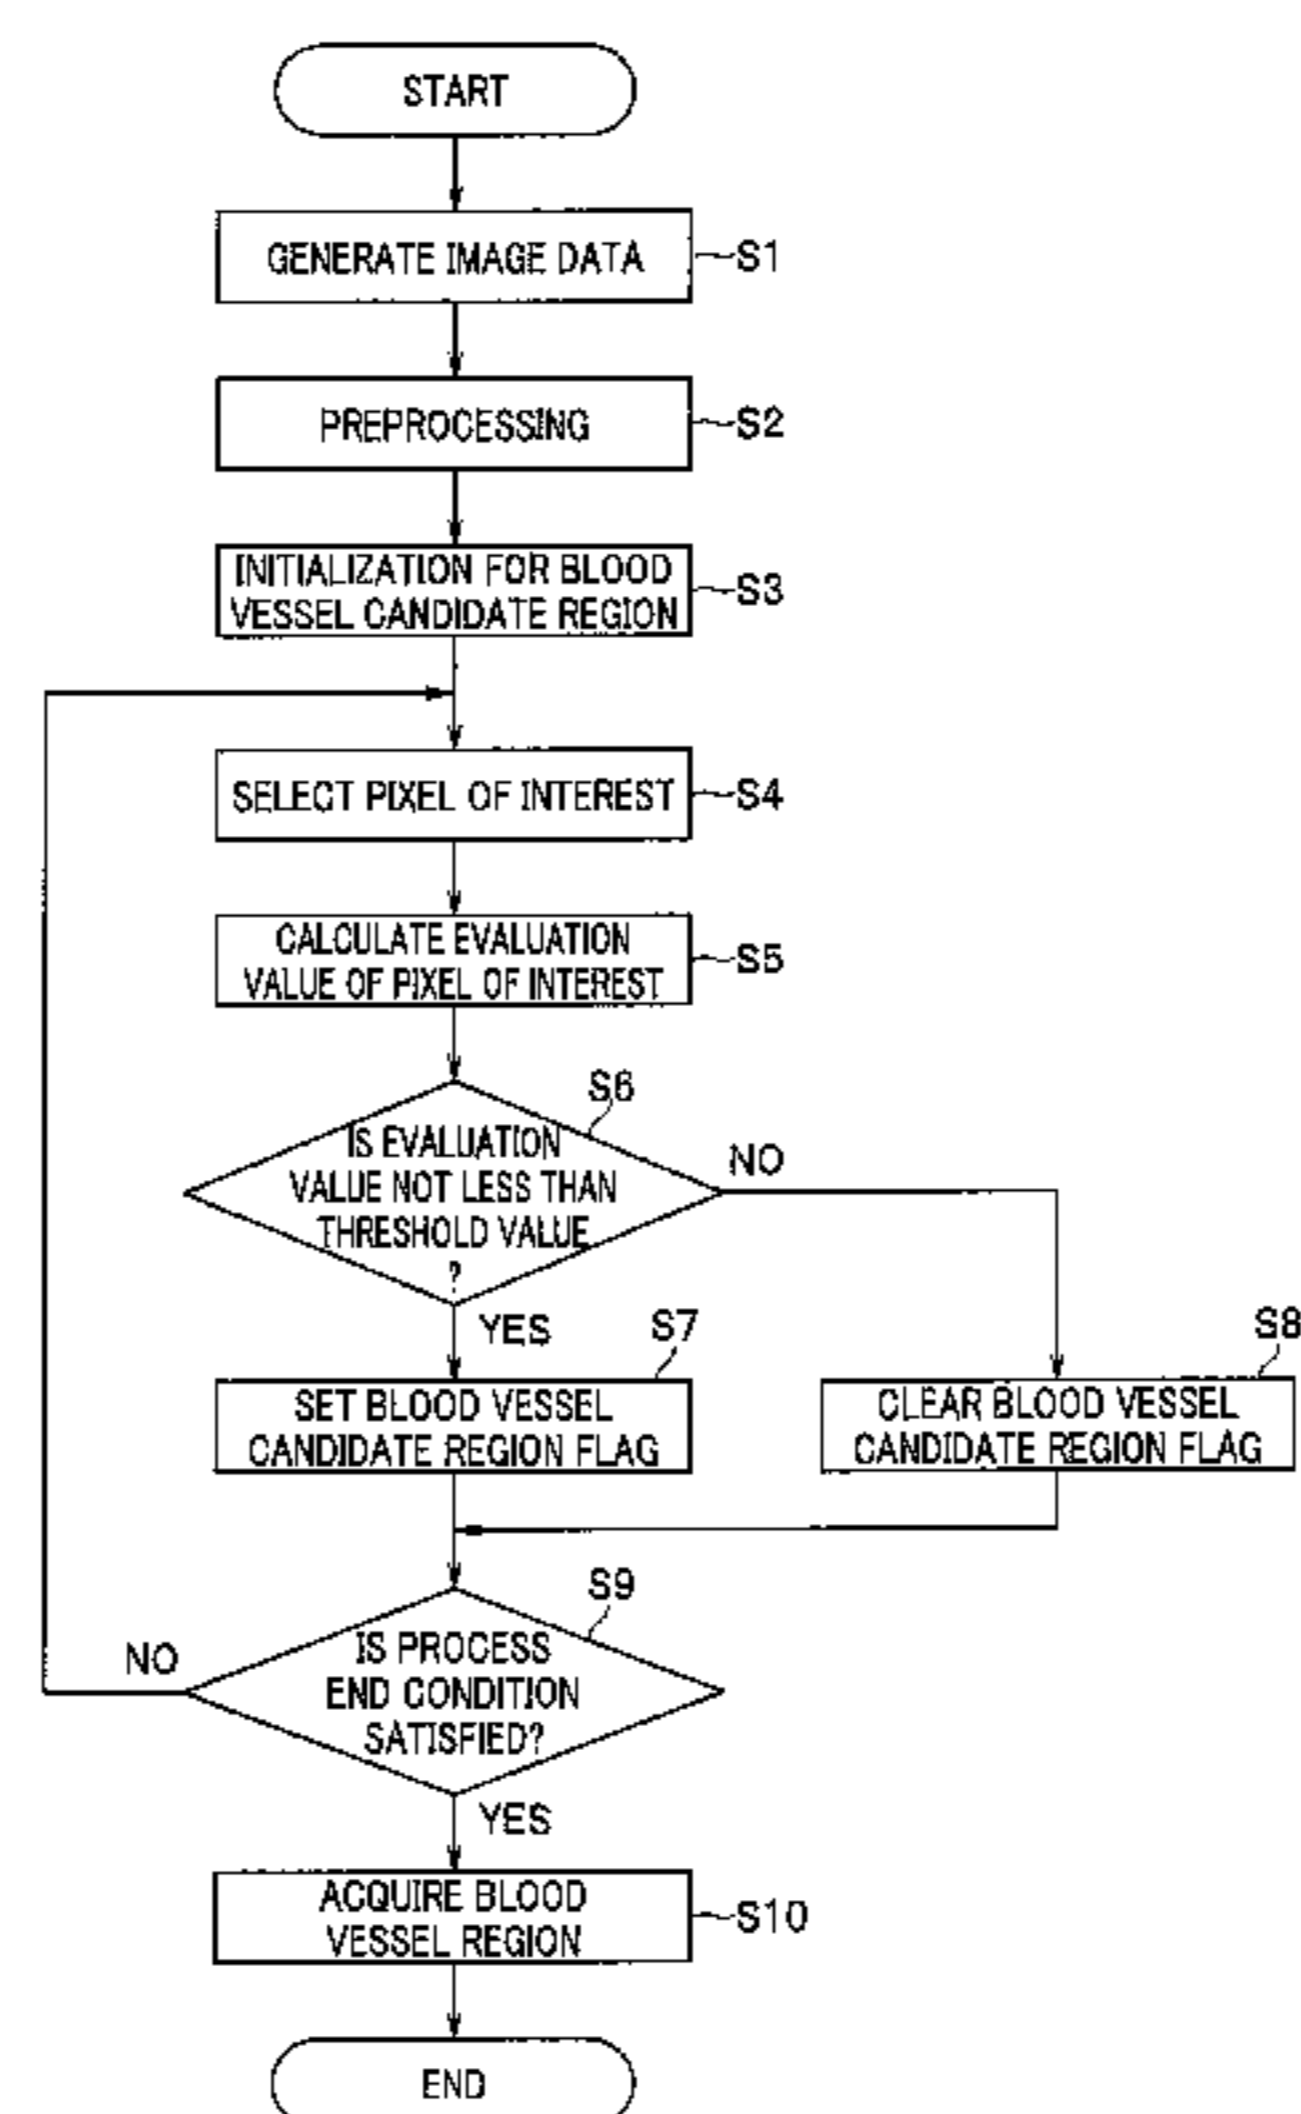 START
GENERATE IMAGE DATA
S1
PREPROCESSING
S2
INITIALIZATION FOR BLOOD
VESSEL CANDIDATE REGION
S3
SELECT PIXEL OF INTEREST
S4
CALCULATE EVALUATION
VALUE OF PIXEL OF INTEREST
S5
S6
IS EVALUATION
VALUE NOT LESS THAN
THRESHOLD VALUE
?
NO
YES
S7
SET BLOOD VESSEL
CANDIDATE REGION FLAG
S8
CLEAR BLOOD VESSEL
CANDIDATE REGION FLAG
S9
IS PROCESS
END CONDITION
SATISFIED?
NO
YES
ACQUIRE BLOOD
VESSEL REGION
S10
END